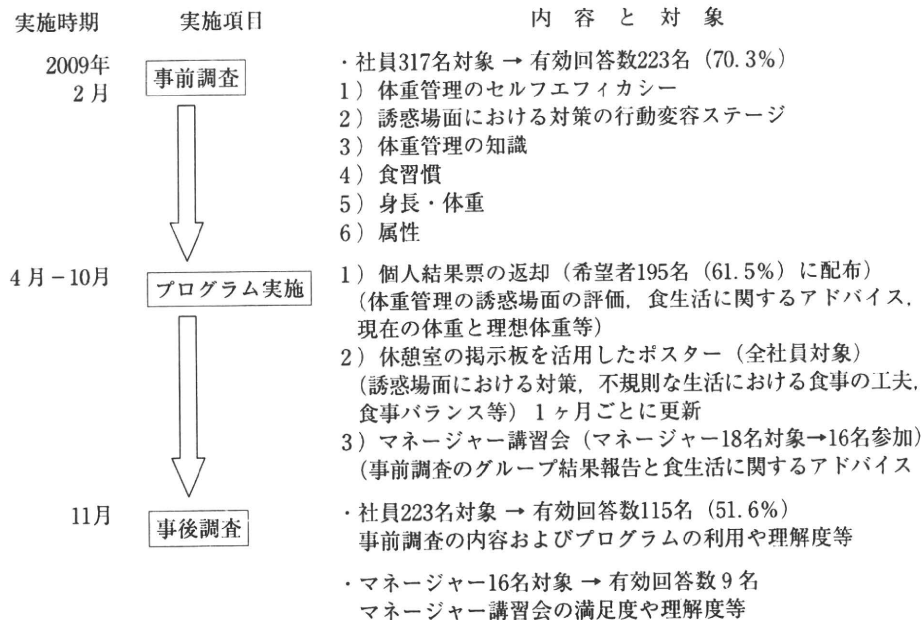 実施時期 実施項目 内容と対象
2009年
2月
事前調査
・社員317名対象 → 有効回答数223名（70.3%）
1）体重管理のセルフエフィカシー
2）誘惑場面における対策の行動変容ステージ
3）体重管理の知識
4）食習慣
5）身長・体重
6）属性
4月－10月
プログラム実施
1）個人結果票の返却（希望者195名（61.5%）に配布）
（体重管理の誘惑場面の評価，食生活に関するアドバイス，
現在の体重と理想体重等）
2）休憩室の掲示板を活用したポスター（全社員対象）
（誘惑場面における対策，不規則な生活における食事の工夫，
食事バランス等）1ヶ月ごとに更新
3）マネージャー講習会（マネージャー18名対象→16名参加）
（事前調査のグループ結果報告と食生活に関するアドバイス
11月
事後調査
・社員223名対象 → 有効回答数115名（51.6%）
事前調査の内容およびプログラムの利用や理解度等
・マネージャー16名対象 → 有効回答数9名
マネージャー講習会の満足度や理解度等